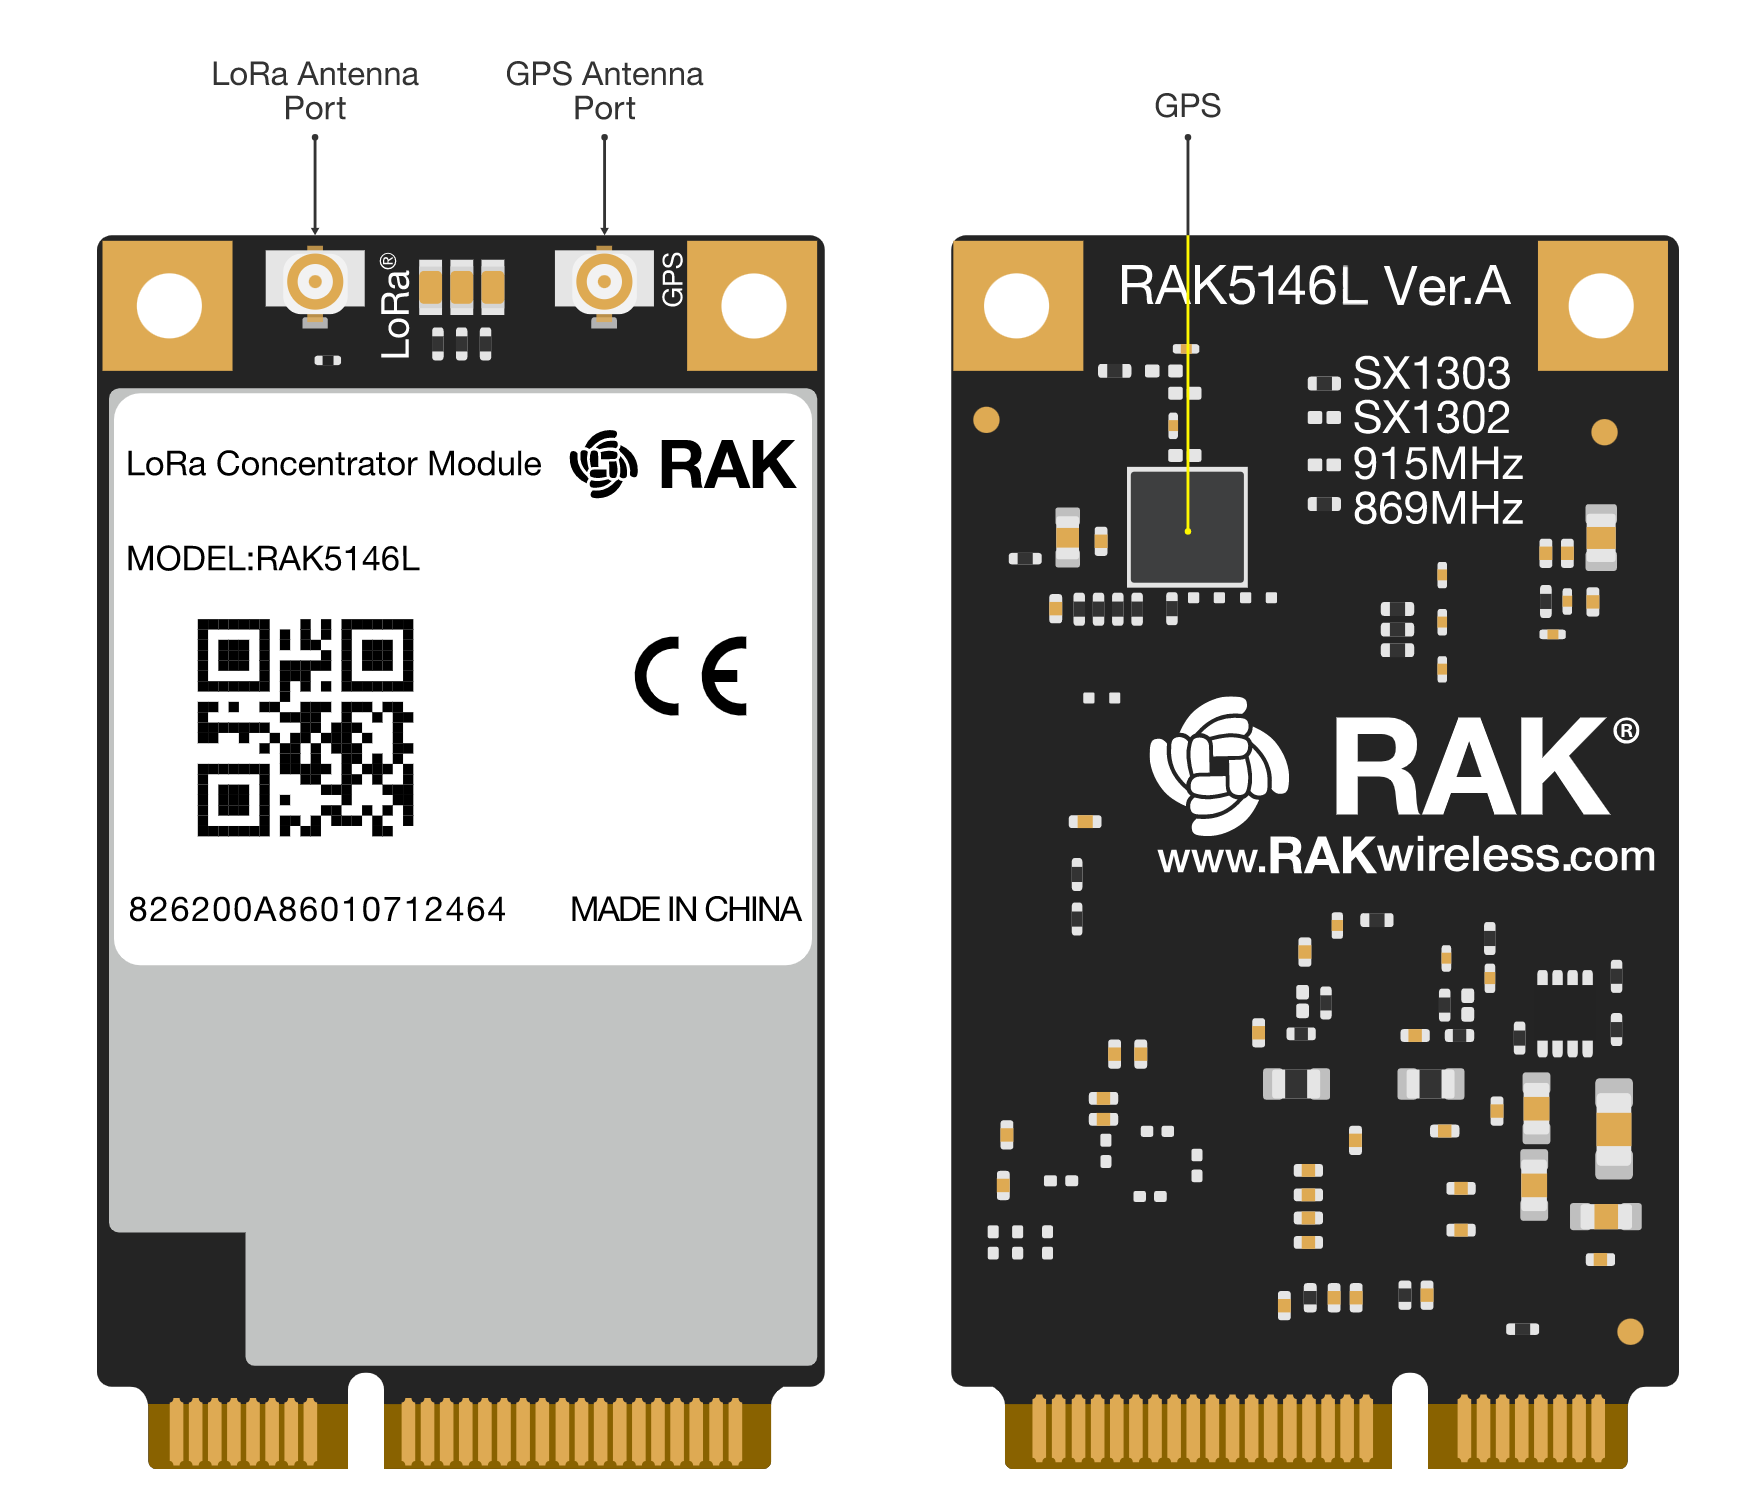 LoRa Antenna
Port
GPS Antenna
Port
LoRa®
GPS
LoRa Concentrator Module
RAK
MODEL:RAK5146L
CE
826200A86010712464
MADE IN CHINA
GPS
RAK5146L Ver.A
SX1303
SX1302
915MHz
869MHz
RAK®
www.RAKwireless.com